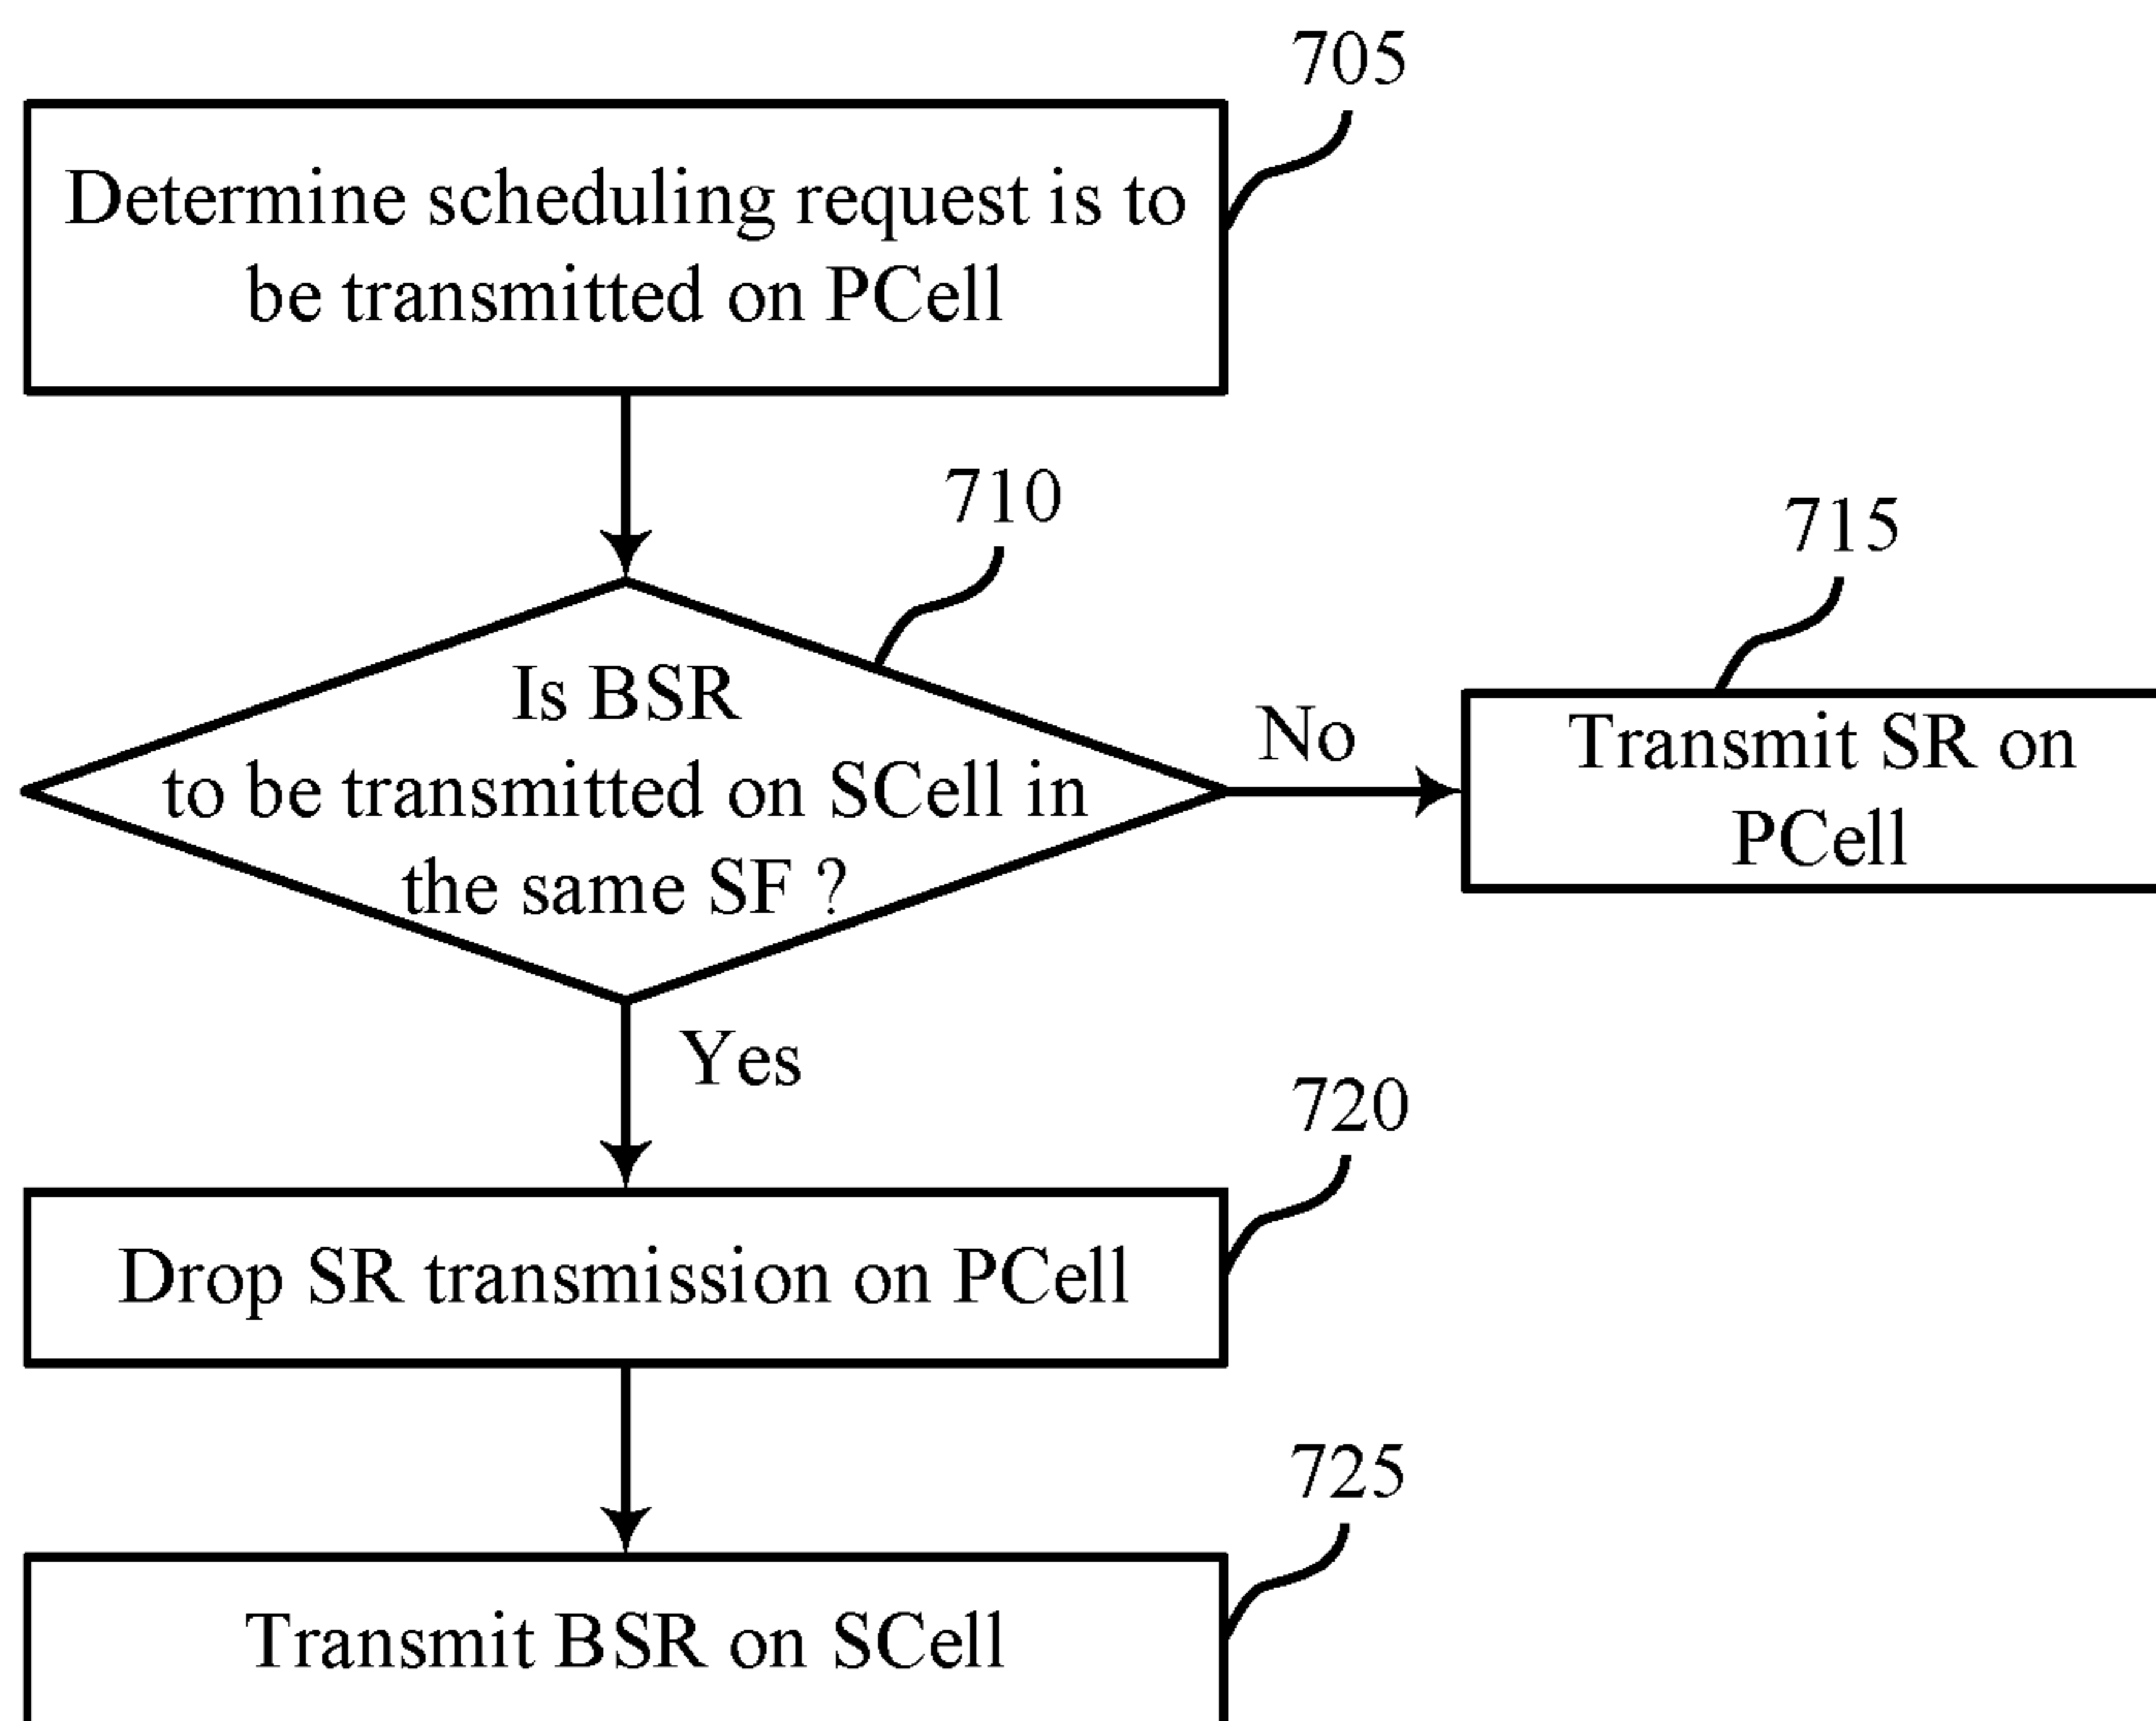 705
Determine scheduling request is to
be transmitted on PCell
710
Is BSR
to be transmitted on SCell in
the same SF ?
No
715
Transmit SR on
PCell
Yes
720
Drop SR transmission on PCell
725
Transmit BSR on SCell